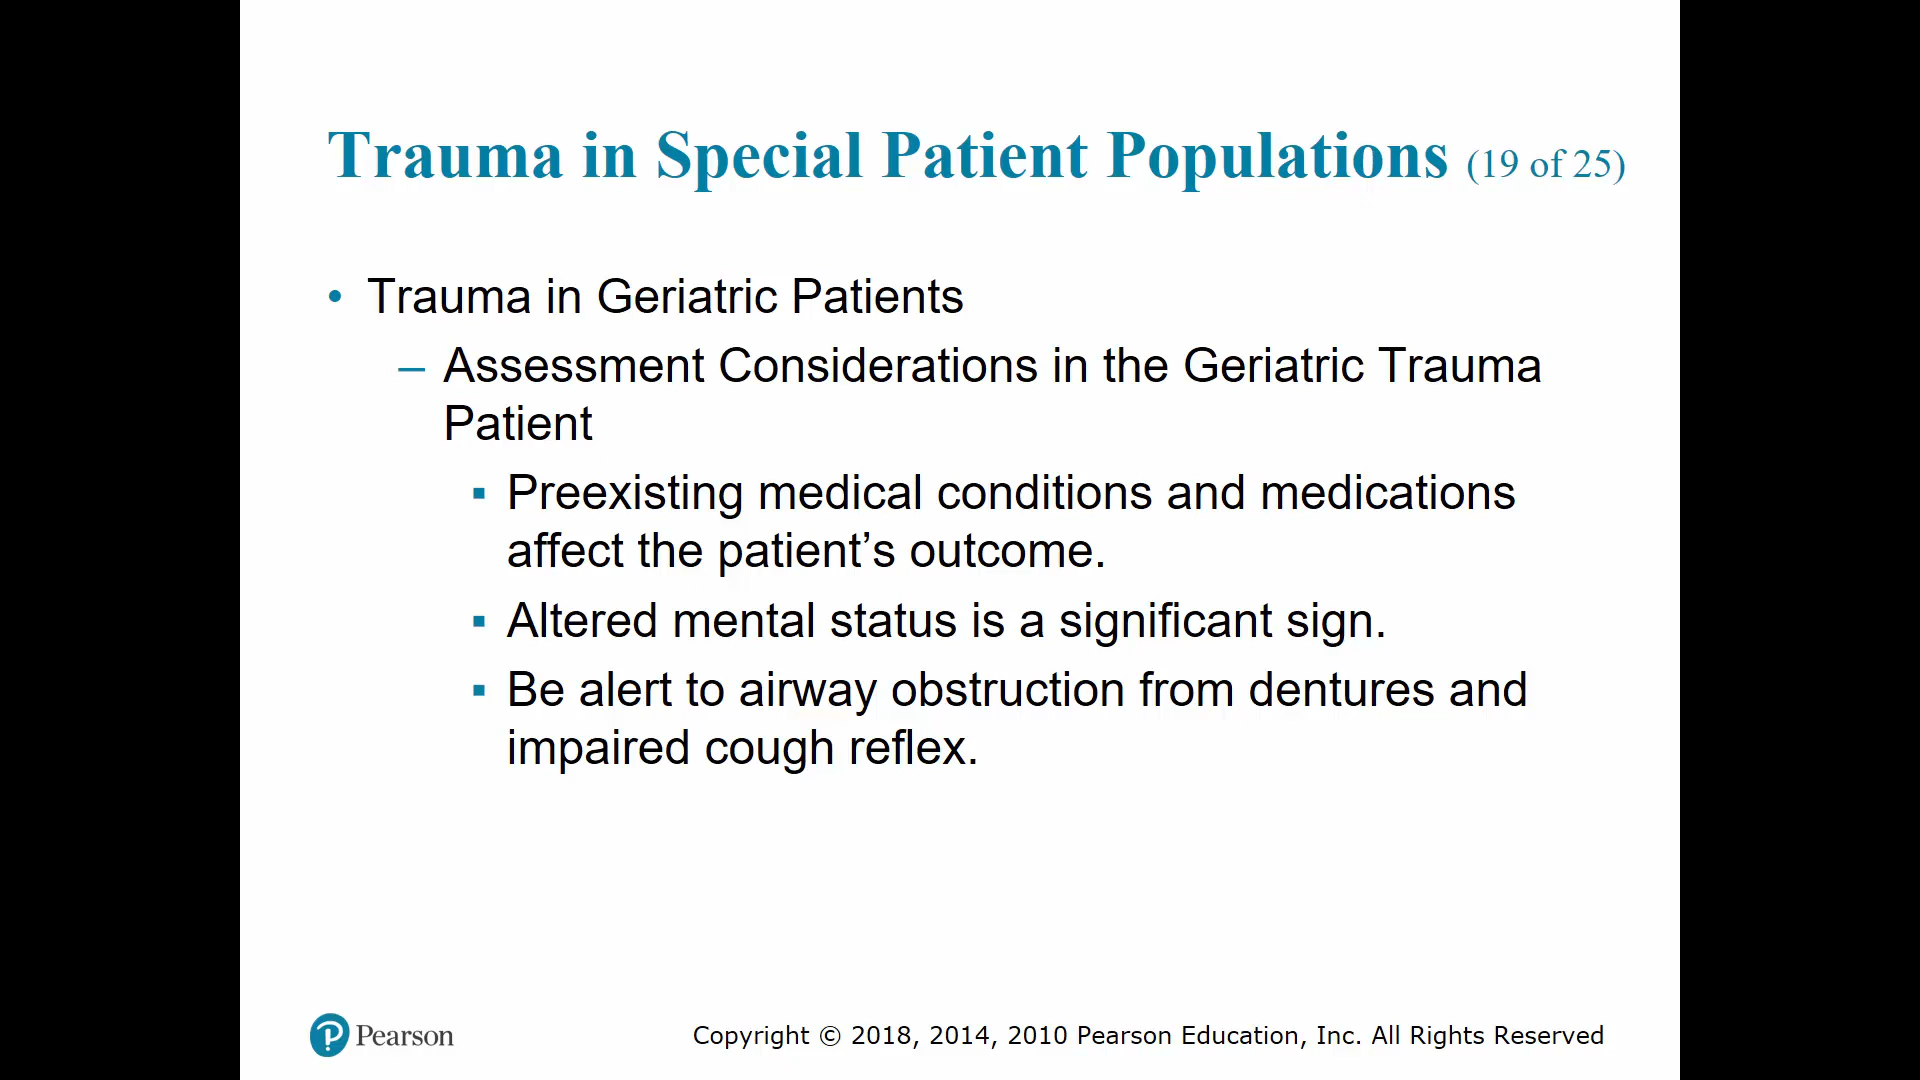 Trauma in Special Patient Populations (19 of 25)
• Trauma in Geriatric Patients
– Assessment Considerations in the Geriatric Trauma
Patient
▪ Preexisting medical conditions and medications
affect the patient’s outcome.
▪ Altered mental status is a significant sign.
▪ Be alert to airway obstruction from dentures and
impaired cough reflex.
Pearson
Copyright © 2018, 2014, 2010 Pearson Education, Inc. All Rights Reserved